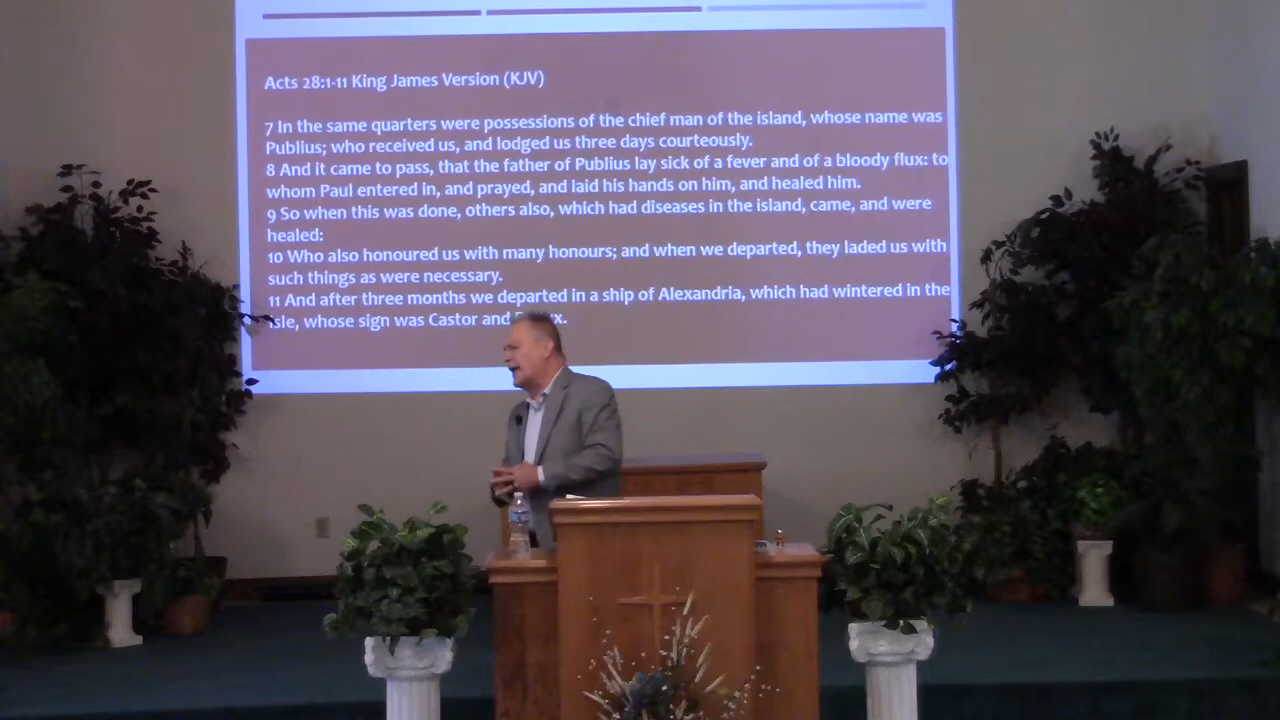 Acts 28:1-11 King James Version (KJV)
7 In the same quarters were possessions of the chief man of the island, whose name was
Publius; who received us, and lodged us three days courteously.
8 And it came to pass, that the father of Publius lay sick of a fever and of a bloody flux: to
whom Paul entered in, and prayed, and laid his hands on him, and healed him.
9 So when this was done, others also, which had diseases in the island, came, and were
healed:
10 Who also honoured us with many honours; and when we departed, they laded us with
such things as were necessary.
11 And after three months we departed in a ship of Alexandria, which had wintered in the
isle, whose sign was Castor and